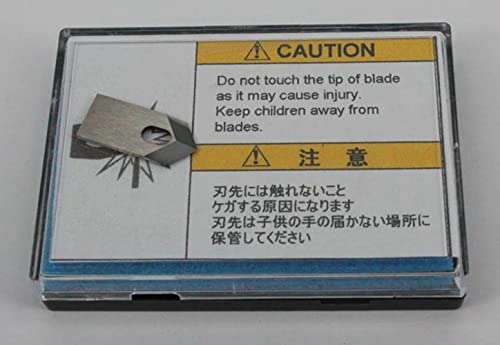 ⚠ CAUTION
Do not touch the tip of blade
as it may cause injury.
Keep children away from
blades.
⚠ 注 意
刃先には触れないこと
ケガする原因になります
刃先は子供の手の届かない場所に
保管してください